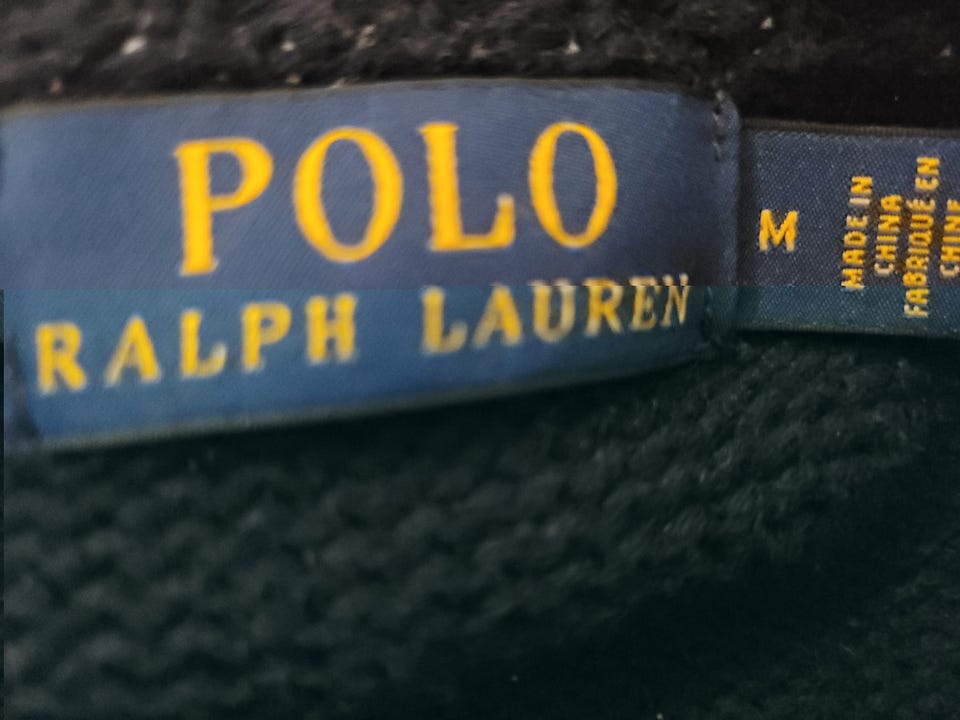 POLO
RALPH LAUREN
M
MADE IN
CHINA
FABRIQUÉ EN
CHINE